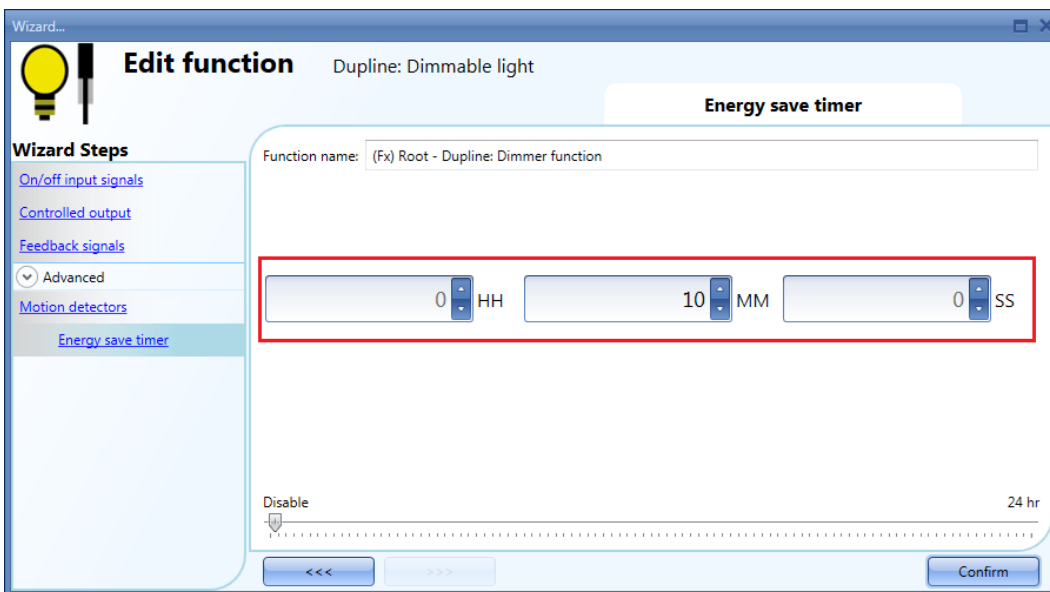 Wizard...
Edit function Dupline: Dimmable light
Energy save timer
Wizard Steps
On/off input signals
Controlled output
Feedback signals
Advanced
Motion detectors
Energy save timer
Function name: (Fx) Root - Dupline: Dimmer function
0 HH 10 MM 0 SS
Disable 24 hr
<<< >>> Confirm